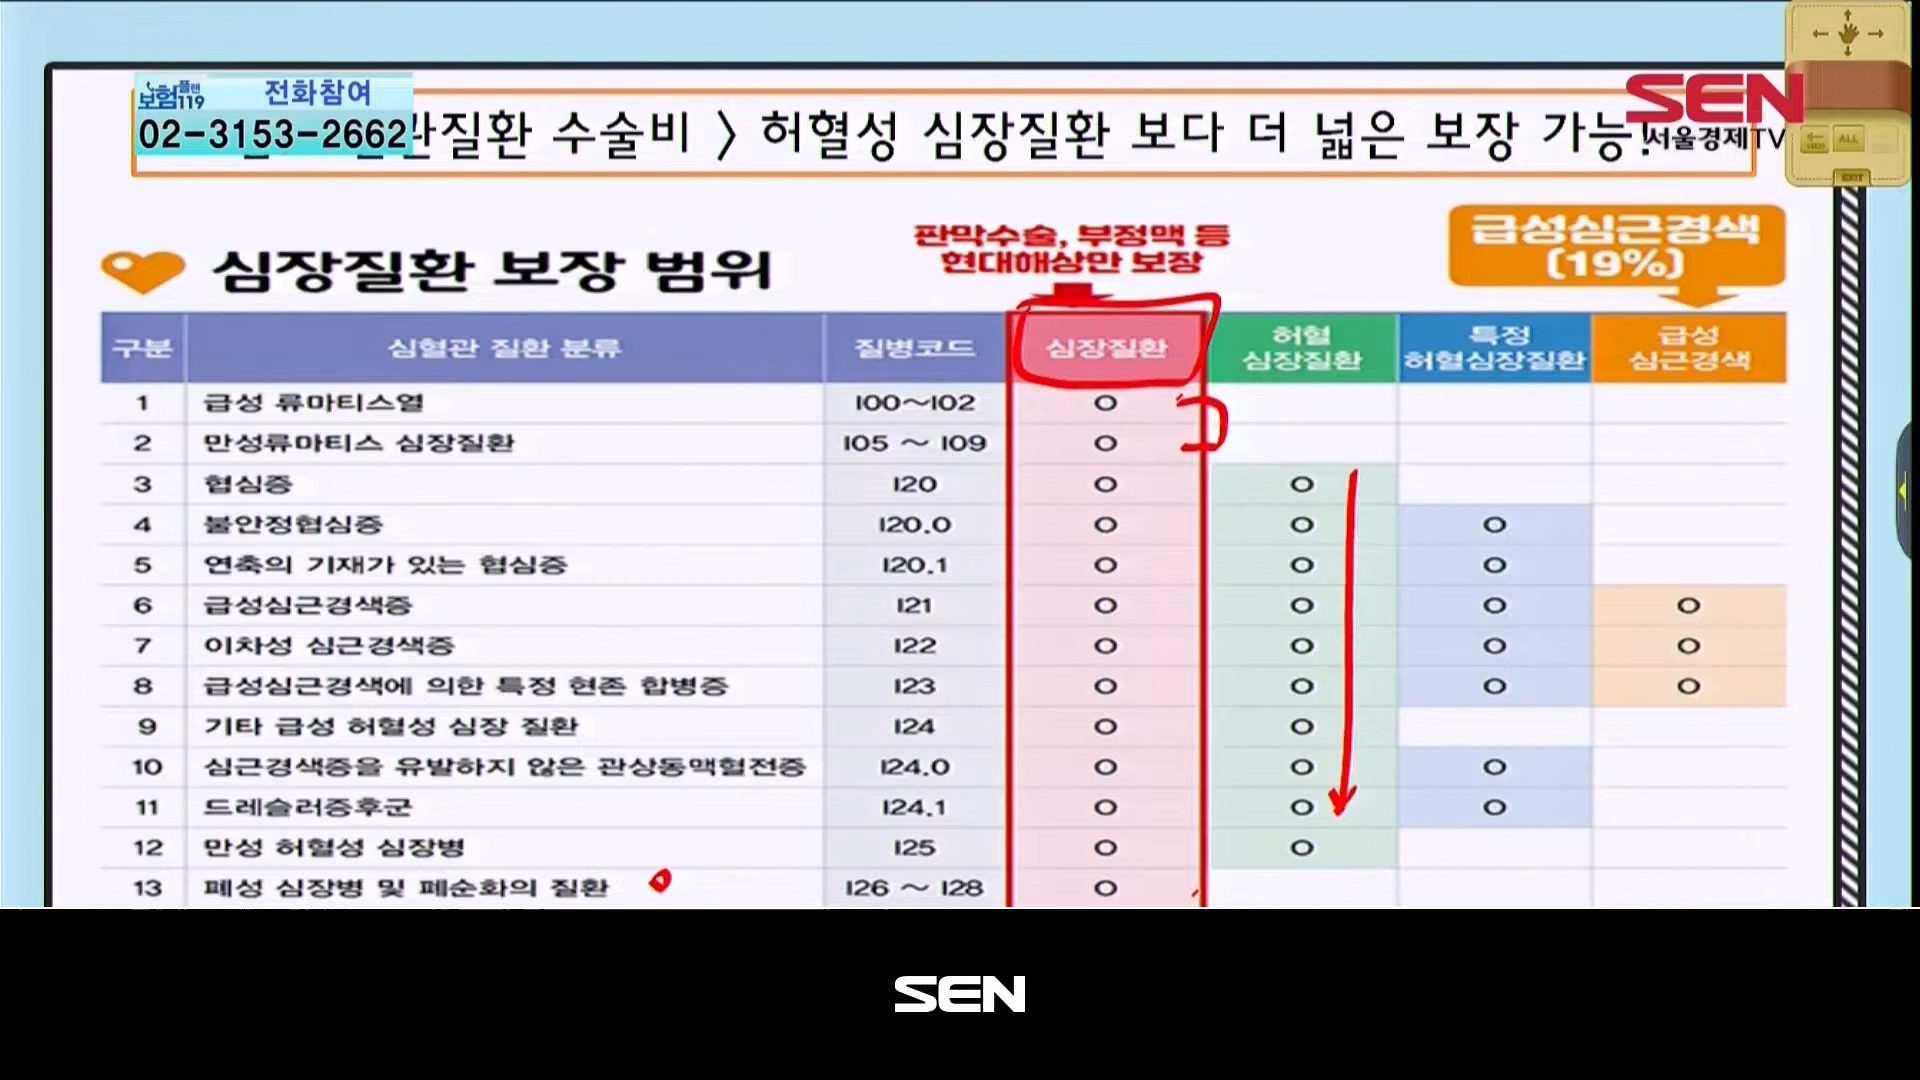 보험플랜119 전화참여
02-3153-2662
관질환 수술비 > 허혈성 심장질환 보다 더 넓은 보장 가능!
SEN
서울경제TV
ALL
EXIT
심장질환 보장 범위
판막수술, 부정맥 등
현대해상만 보장
급성심근경색
(19%)
구분 심혈관 질환 분류 질병코드 심장질환 허혈 심장질환 특정 허혈심장질환 급성 심근경색
1 급성 류마티스열 I00~I02 O
2 만성류마티스 심장질환 I05 ~ I09 O
3 협심증 I20 O O
4 불안정협심증 I20.0 O O O
5 연축의 기재가 있는 협심증 I20.1 O O O
6 급성심근경색증 I21 O O O O
7 이차성 심근경색증 I22 O O O O
8 급성심근경색에 의한 특정 현존 합병증 I23 O O O O
9 기타 급성 허혈성 심장 질환 I24 O O
10 심근경색증을 유발하지 않은 관상동맥혈전증 I24.0 O O O
11 드레슬러증후군 I24.1 O O O
12 만성 허혈성 심장병 I25 O O
13 폐성 심장병 및 폐순환의 질환 I26 ~ I28 O
SEN